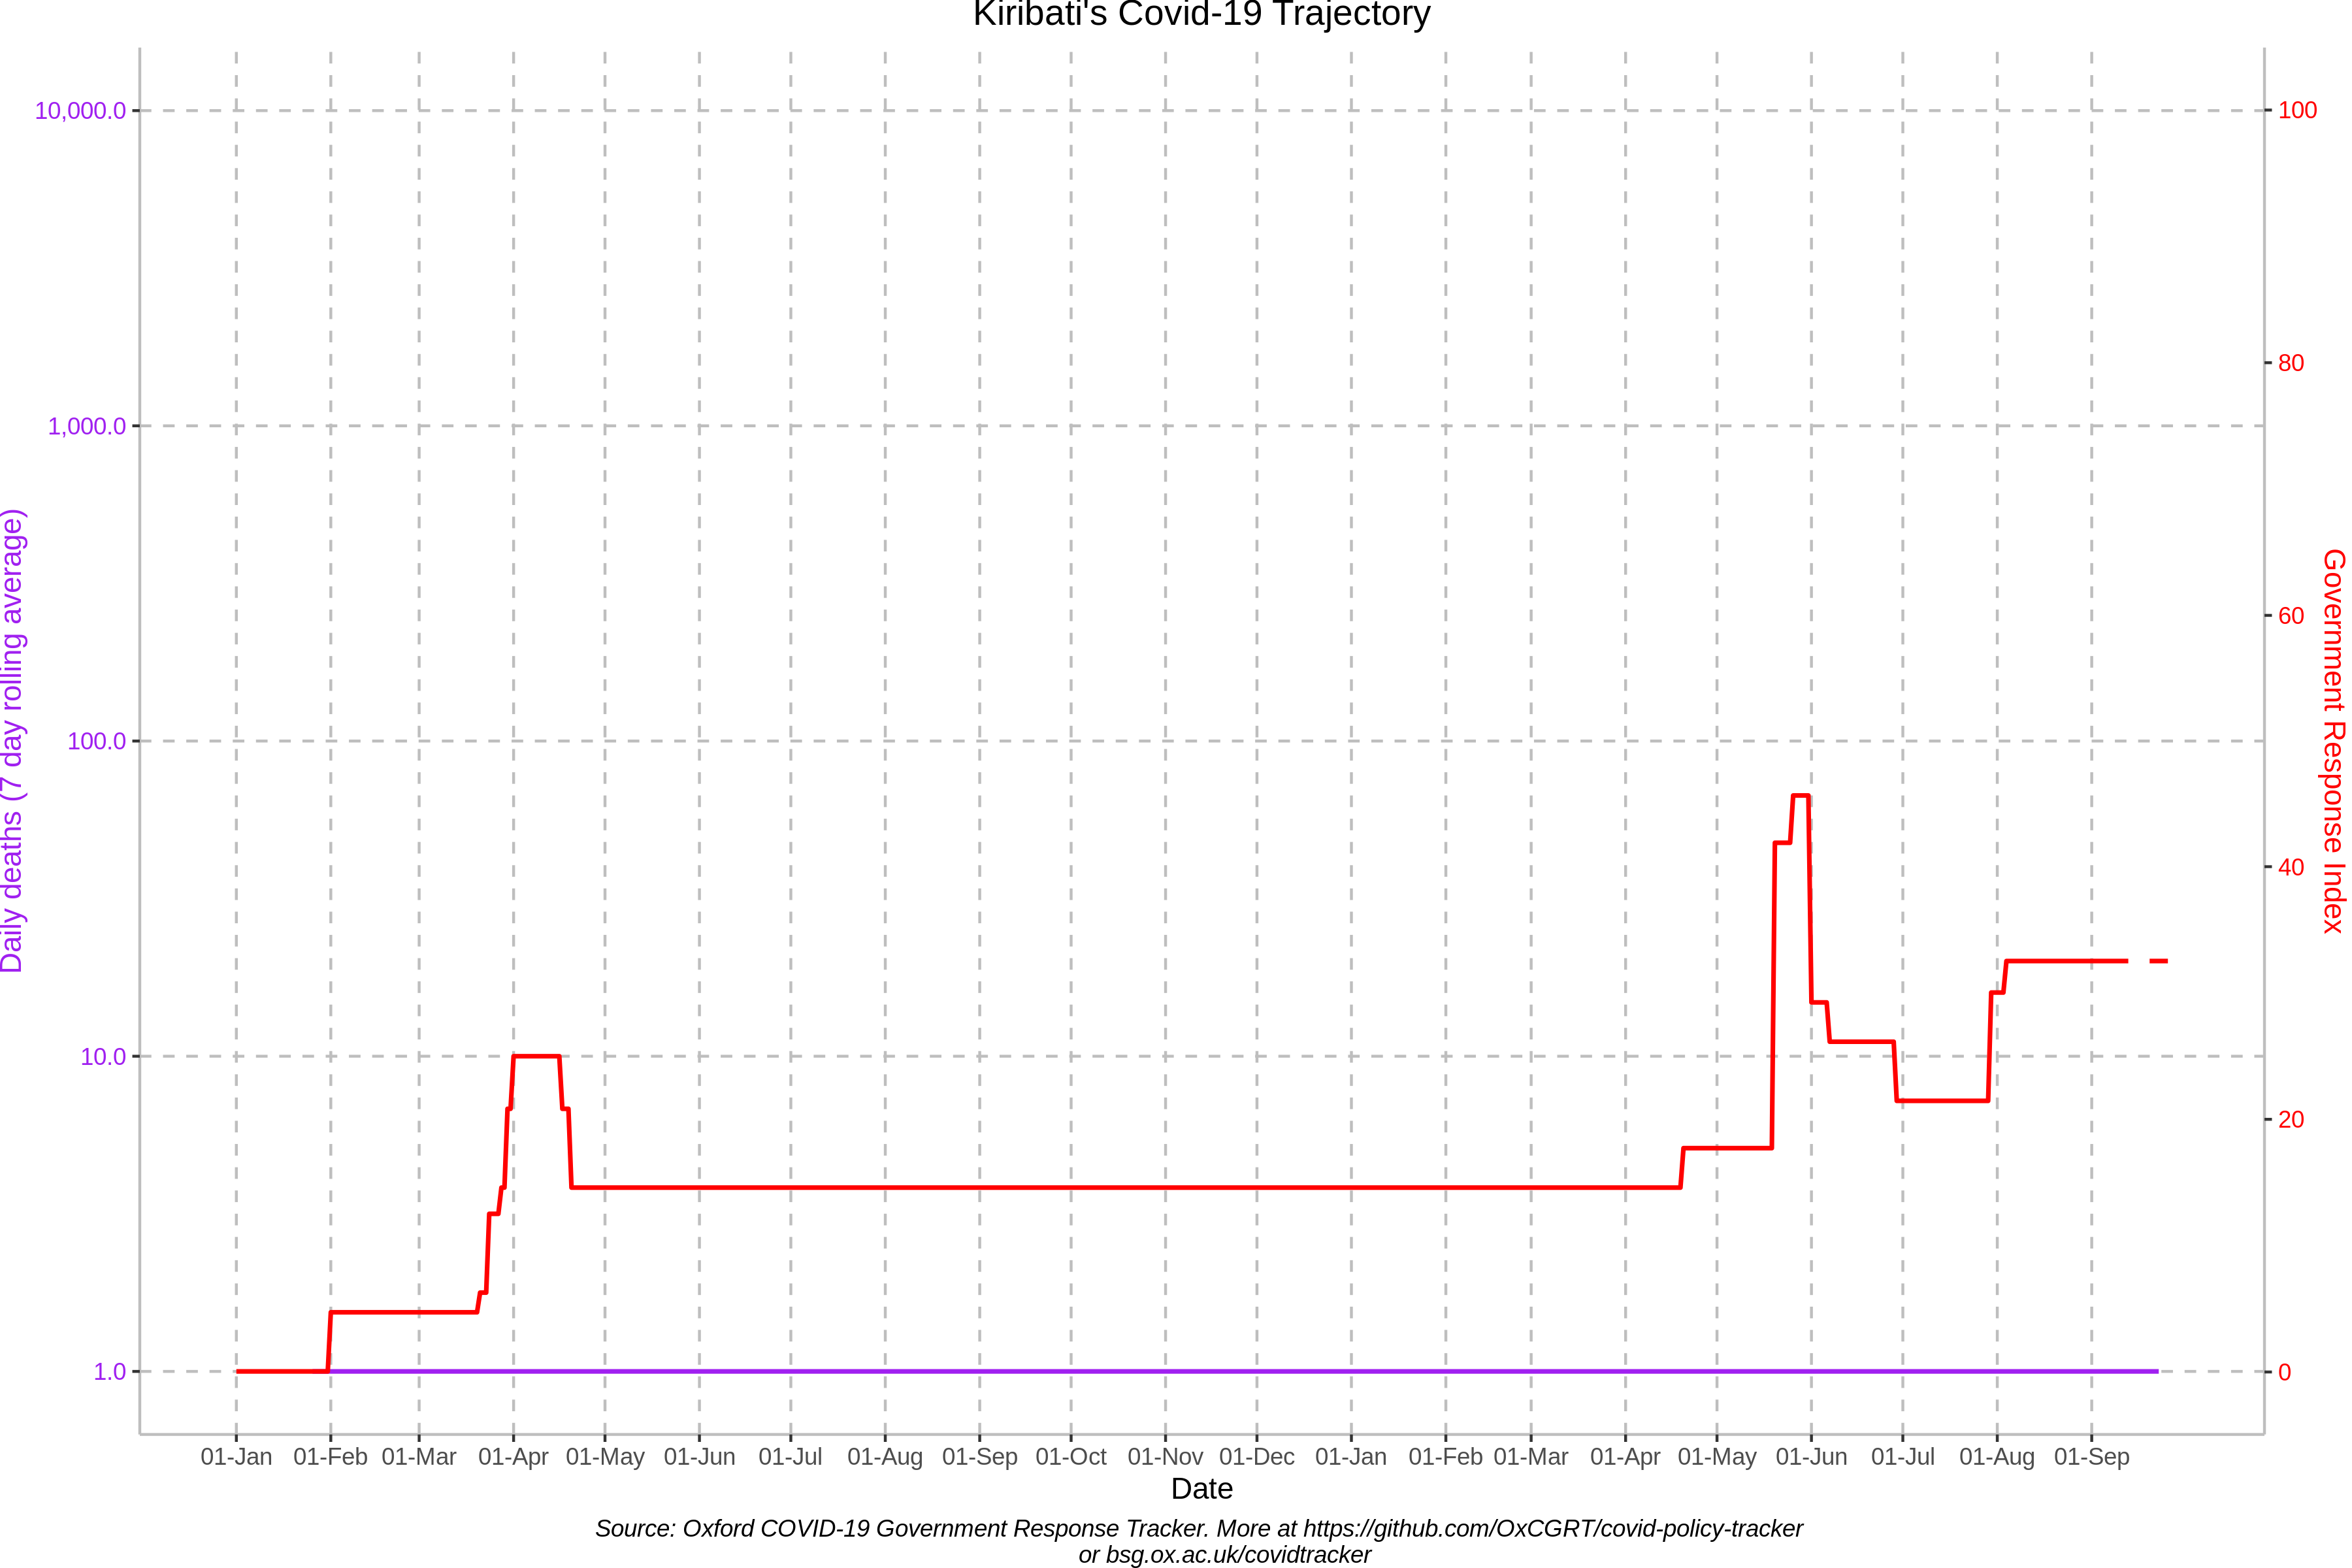 Kiribati's Covid-19 Trajectory
10,000.0
1,000.0
100.0
10.0
1.0
Daily deaths (7 day rolling average)
100
80
60
40
20
0
Government Response Index
01-Jan 01-Feb 01-Mar 01-Apr 01-May 01-Jun 01-Jul 01-Aug 01-Sep 01-Oct 01-Nov 01-Dec 01-Jan 01-Feb 01-Mar 01-Apr 01-May 01-Jun 01-Jul 01-Aug 01-Sep
Date
Source: Oxford COVID-19 Government Response Tracker. More at https://github.com/OxCGRT/covid-policy-tracker
or bsg.ox.ac.uk/covidtracker